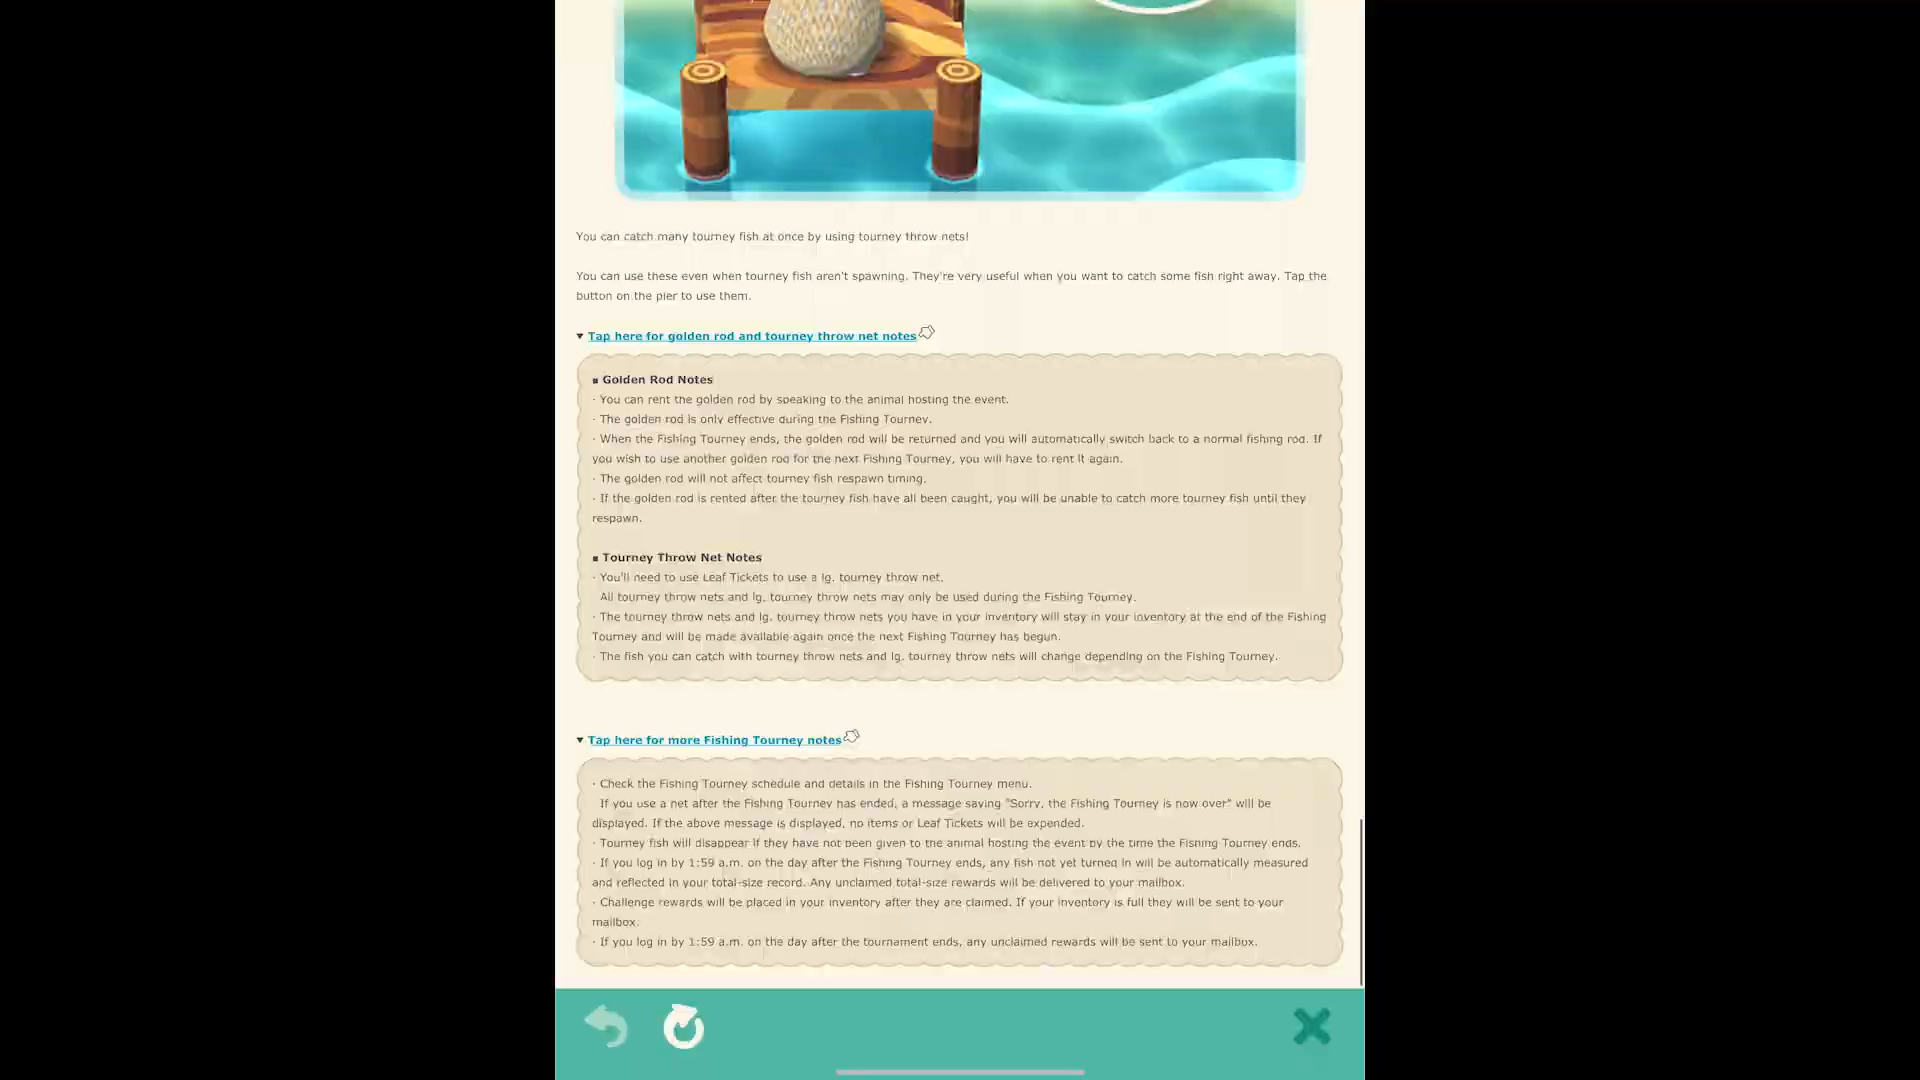 You can catch many tourney fish at once by using tourney throw nets!
You can use these even when tourney fish aren't spawning. They're very useful when you want to catch some fish right away. Tap the
button on the pier to use them.
▼ Tap here for golden rod and tourney throw net notes
■ Golden Rod Notes
· You can rent the golden rod by speaking to the animal hosting the event.
· The golden rod is only effective during the Fishing Tourney.
· When the Fishing Tourney ends, the golden rod will be returned and you will automatically switch back to a normal fishing rod. If
you wish to use another golden rod for the next Fishing Tourney, you will have to rent it again.
· The golden rod will not affect tourney fish respawn timing.
· If the golden rod is rented after the tourney fish have all been caught, you will be unable to catch more tourney fish until they
respawn.
■ Tourney Throw Net Notes
· You'll need to use Leaf Tickets to use a lg. tourney throw net.
All tourney throw nets and lg. tourney throw nets may only be used during the Fishing Tourney.
· The tourney throw nets and lg. tourney throw nets you have in your inventory will stay in your inventory at the end of the Fishing
Tourney and will be made available again once the next Fishing Tourney has begun.
· The fish you can catch with tourney throw nets and lg. tourney throw nets will change depending on the Fishing Tourney.
▼ Tap here for more Fishing Tourney notes
· Check the Fishing Tourney schedule and details in the Fishing Tourney menu.
If you use a net after the Fishing Tourney has ended, a message saying "Sorry, the Fishing Tourney is now over" will be
displayed. If the above message is displayed, no items or Leaf Tickets will be expended.
· Tourney fish will disappear if they have not been given to the animal hosting the event by the time the Fishing Tourney ends.
· If you log in by 1:59 a.m. on the day after the Fishing Tourney ends, any fish not yet turned in will be automatically measured
and reflected in your total-size record. Any unclaimed total-size rewards will be delivered to your mailbox.
· Challenge rewards will be placed in your inventory after they are claimed. If your inventory is full they will be sent to your
mailbox.
· If you log in by 1:59 a.m. on the day after the tournament ends, any unclaimed rewards will be sent to your mailbox.